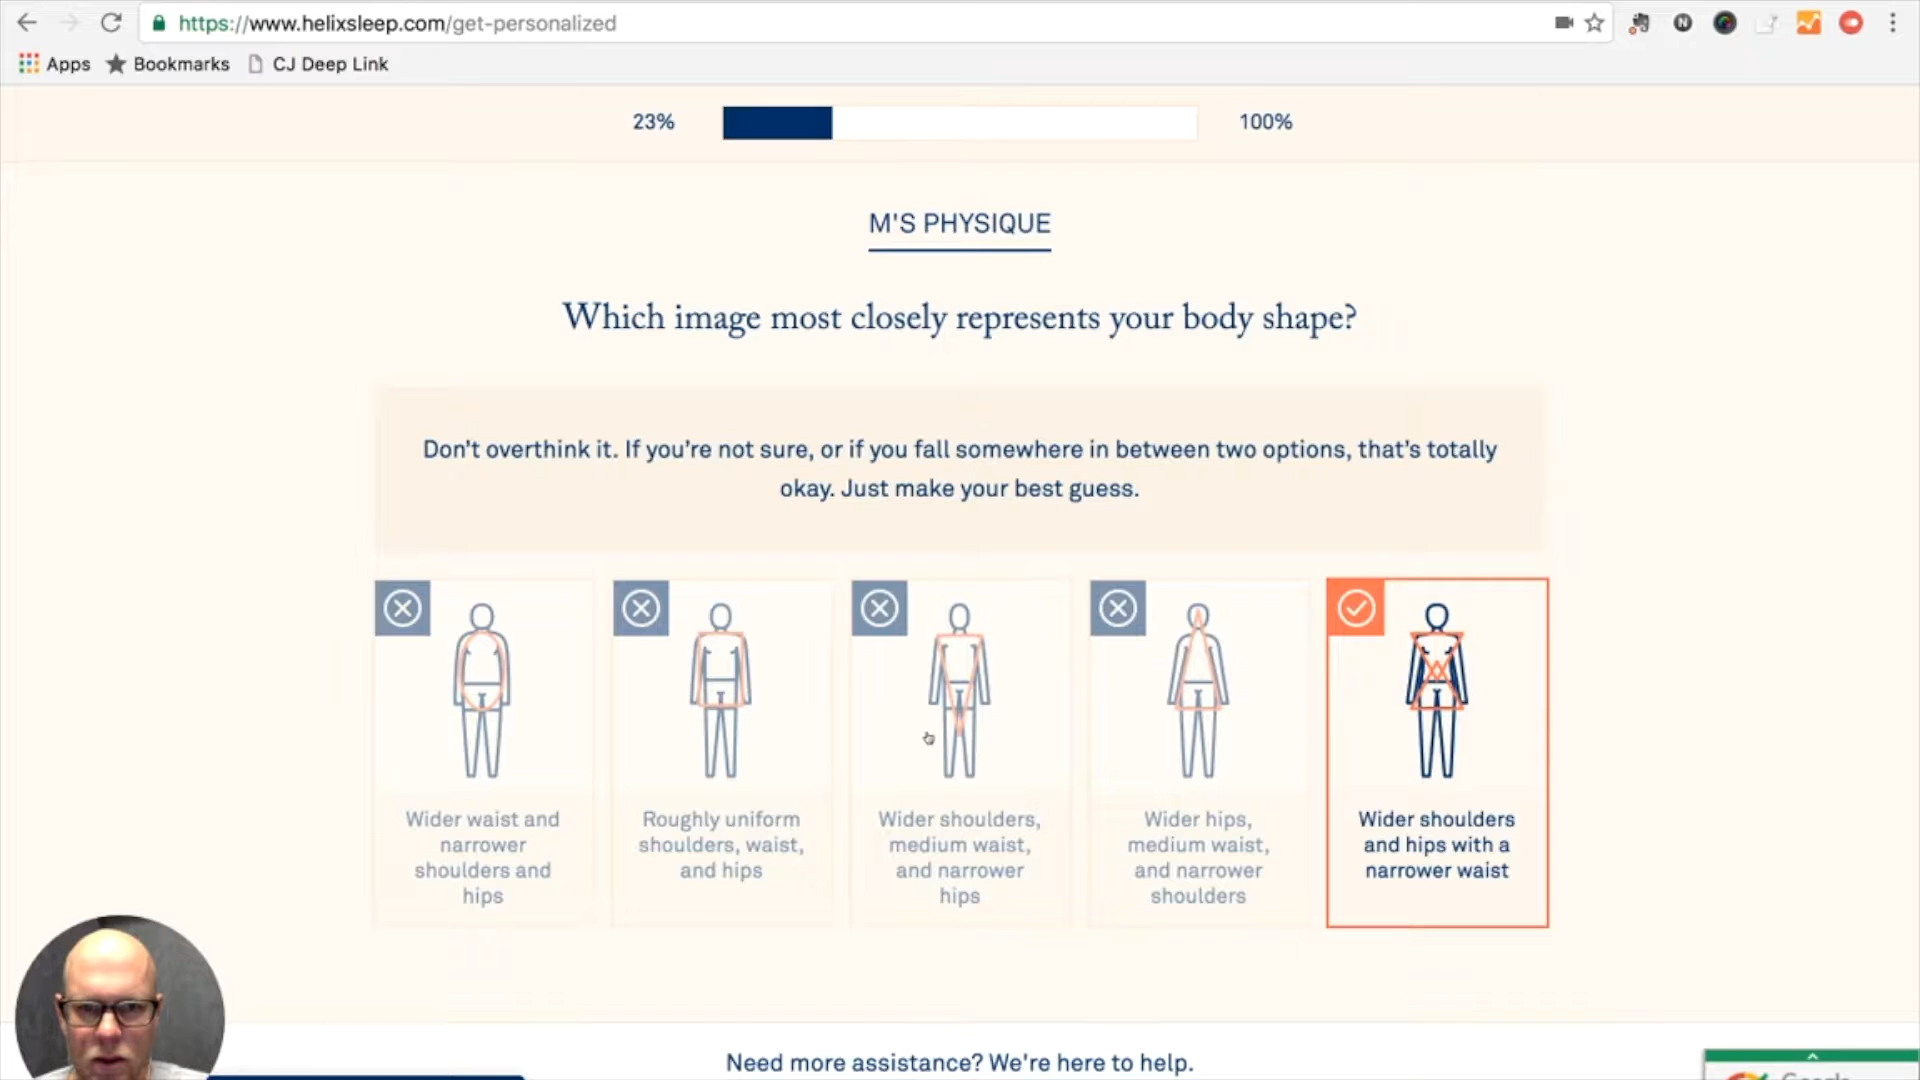 https://www.helixsleep.com/get-personalized
Apps
Bookmarks
CJ Deep Link
23%
100%
M'S PHYSIQUE
Which image most closely represents your body shape?
Don't overthink it. If you're not sure, or if you fall somewhere in between two options, that's totally
okay. Just make your best guess.
Wider waist and
narrower
shoulders and
hips
Roughly uniform
shoulders, waist,
and hips
Wider shoulders,
medium waist,
and narrower
hips
Wider hips,
medium waist,
and narrower
shoulders
Wider shoulders
and hips with a
narrower waist
Need more assistance? We're here to help.